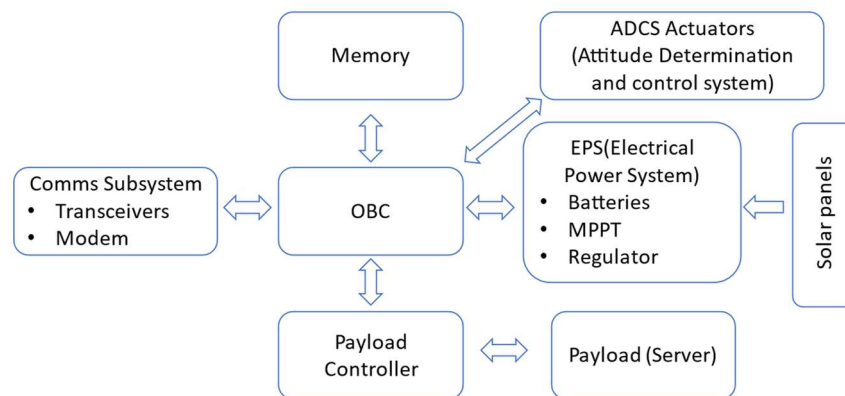 Memory
ADCS Actuators
(Attitude Determination
and control system)
Comms Subsystem
• Transceivers
• Modem
OBC
EPS(Electrical
Power System)
• Batteries
• MPPT
• Regulator
Solar panels
Payload
Controller
Payload (Server)